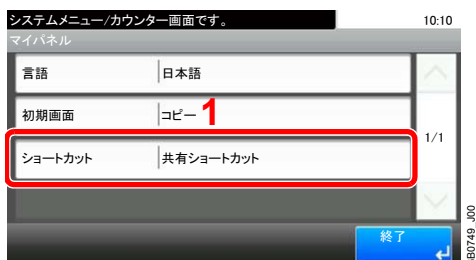 システムメニュー/カウンター画面です。 10:10
マイパネル
言語 日本語
初期画面 コピー 1
1/1
ショートカット 共有ショートカット
終了
B0749_J00